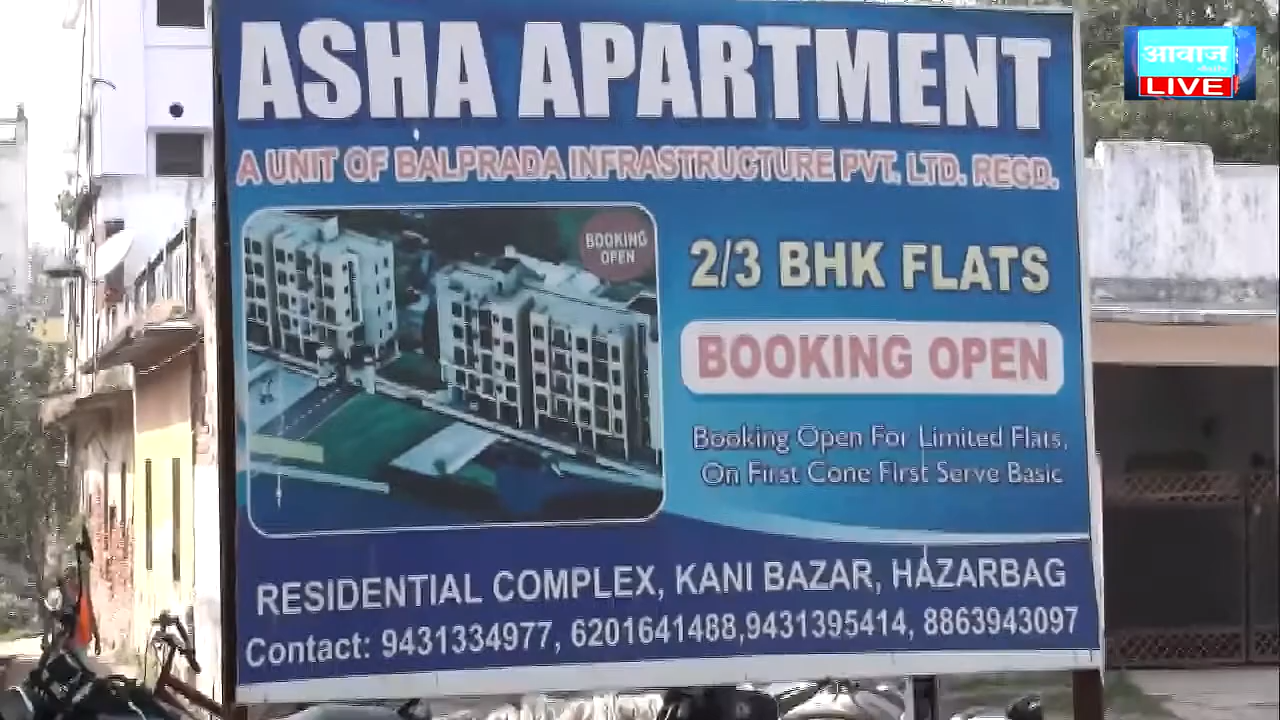 ASHA APARTMENT
आवाज
LIVE
A UNIT OF BALPRADA INFRASTRUCTURE PVT. LTD. REGD.
BOOKING
OPEN
2/3 BHK FLATS
BOOKING OPEN
Booking Open For Limited Flats,
On First Cone First Serve Basic
RESIDENTIAL COMPLEX, KANI BAZAR, HAZARBAG
Contact: 9431334977, 6201641488,9431395414, 8863943097